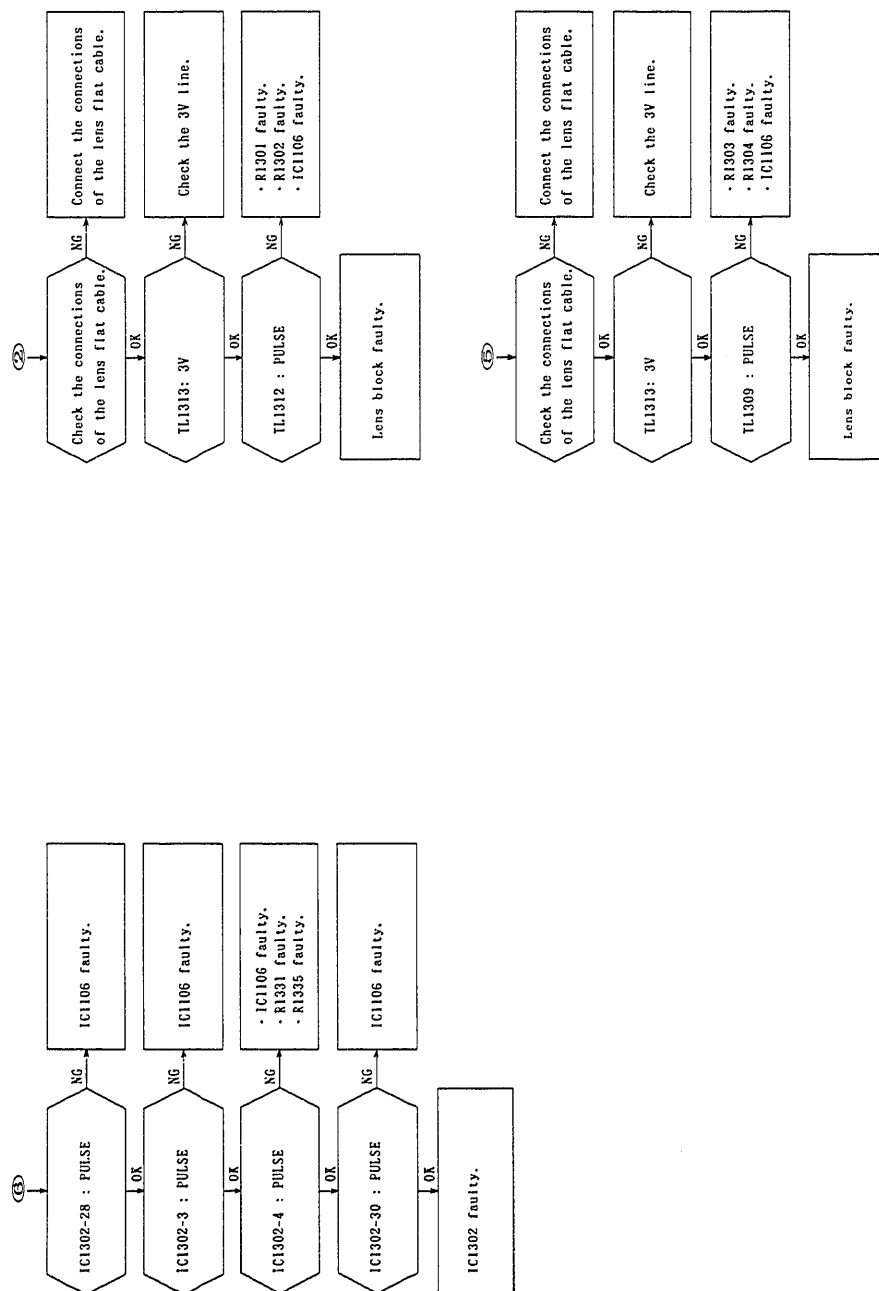 6
IC1302-28 : PULSE
NG
IC1106 faulty.
OK
IC1302-3 : PULSE
NG
IC1106 faulty.
OK
IC1302-4 : PULSE
NG
· IC1106 faulty.
· R1331 faulty.
· R1335 faulty.
OK
IC1302-30 : PULSE
NG
IC1106 faulty.
OK
IC1302 faulty.
2
Check the connections
of the lens flat cable.
NG
Connect the connections
of the lens flat cable.
OK
TL1313: 3V
NG
Check the 3V line.
OK
TL1312 : PULSE
NG
· R1301 faulty.
· R1302 faulty.
· IC1106 faulty.
OK
Lens block faulty.
5
Check the connections
of the lens flat cable.
NG
Connect the connections
of the lens flat cable.
OK
TL1313: 3V
NG
Check the 3V line.
OK
TL1309 : PULSE
NG
· R1303 faulty.
· R1304 faulty.
· IC1106 faulty.
OK
Lens block faulty.